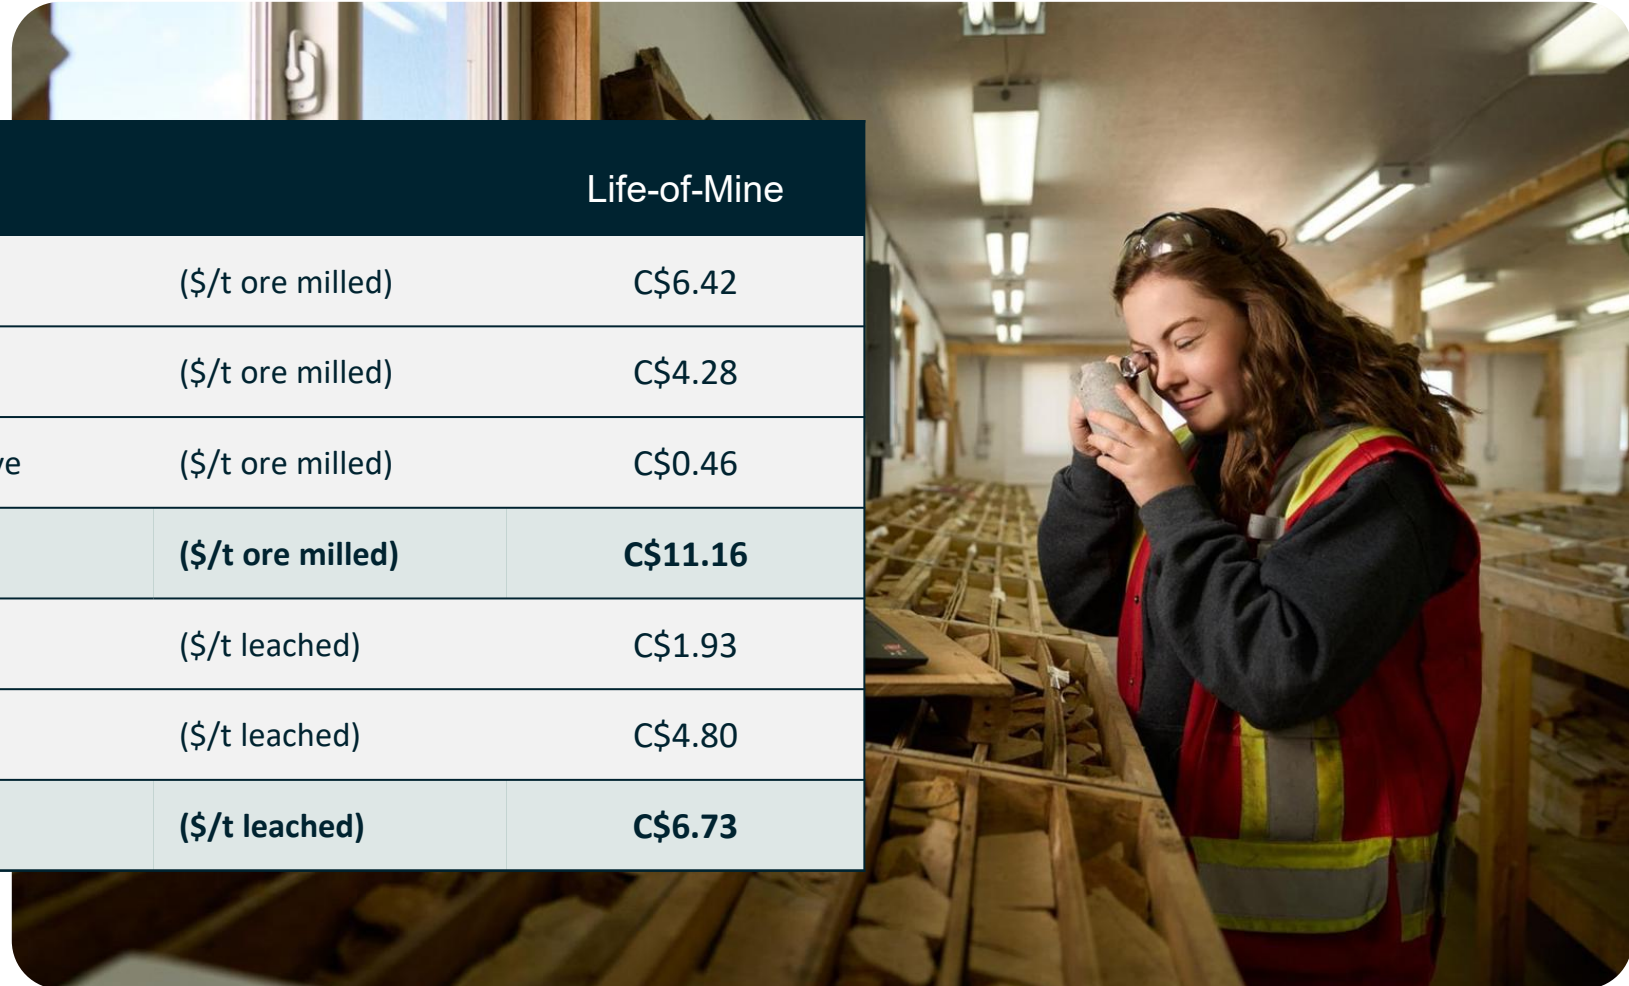 Life-of-Mine
($/t ore milled) C$6.42
($/t ore milled) C$4.28
($/t ore milled) C$0.46
($/t ore milled) C$11.16
($/t leached) C$1.93
($/t leached) C$4.80
($/t leached) C$6.73